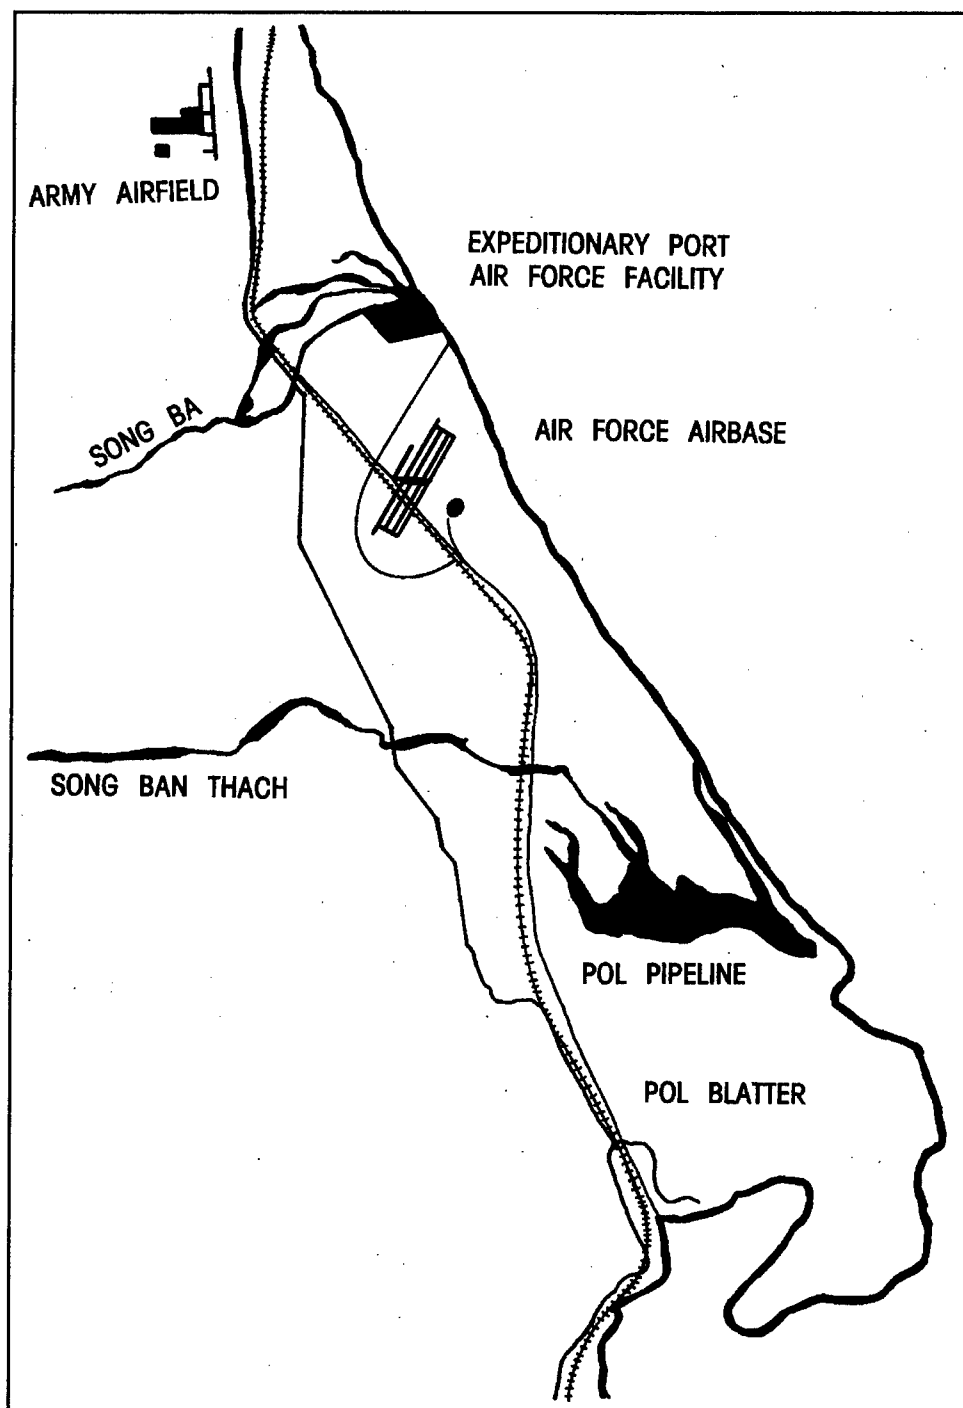 ARMY AIRFIELD
EXPEDITIONARY PORT
AIR FORCE FACILITY
SONG BA
AIR FORCE AIRBASE
SONG BAN THACH
POL PIPELINE
POL BLATTER